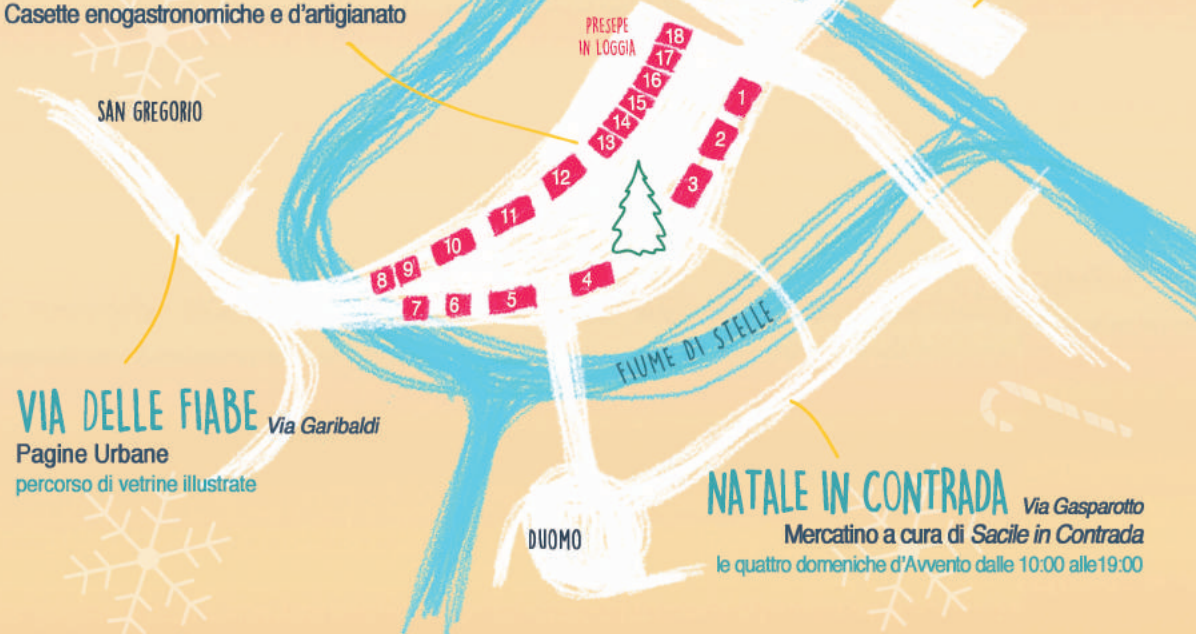 Casette enogastronomiche e d'artigianato
PRESEPE
IN LOGGIA
SAN GREGORIO
18
17
16
15
14
13
12
11
10
9
8
7
6
5
4
3
2
1
FIUME DI STELLE
VIA DELLE FIABE Via Garibaldi
Pagine Urbane
percorso di vetrine illustrate
DUOMO
NATALE IN CONTRADA Via Gasparotto
Mercatino a cura di Sacile in Contrada
le quattro domeniche d'Avvento dalle 10:00 alle19:00